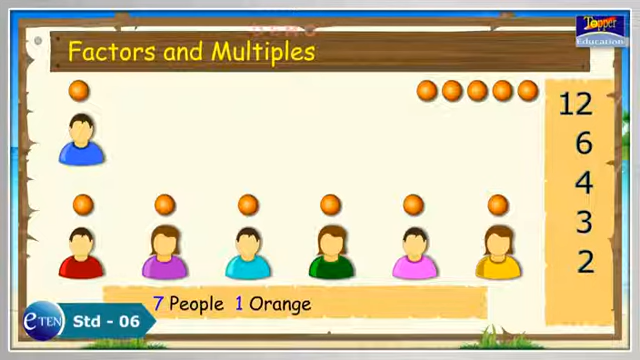 Factors and Multiples
Topper
Education
12
6
4
3
2
7 People 1 Orange
eTEN
Std - 06